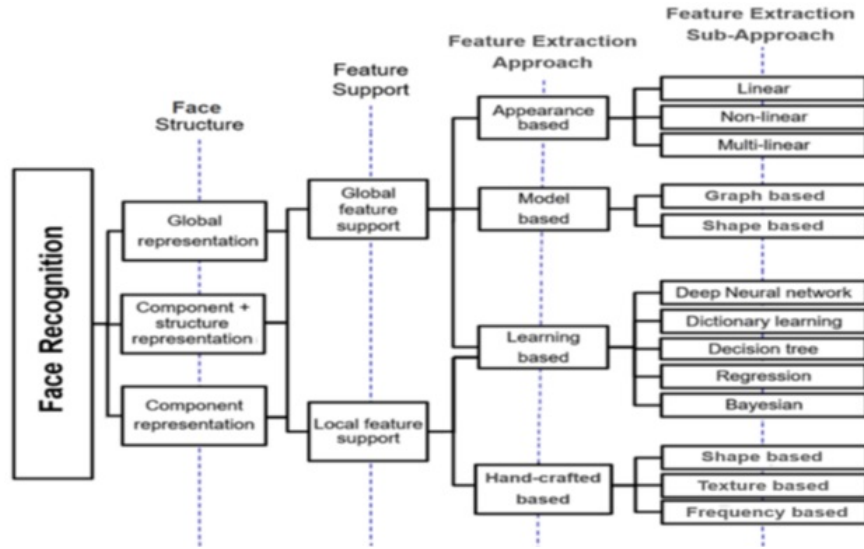 Feature Extraction
Sub-Approach
Feature Extraction
Approach
Feature
Support
Face
Structure
Face Recognition
Global
representation
Component +
structure
representation
Component
representation
Global
feature
support
Local feature
support
Appearance
based
Model
based
Learning
based
Hand-crafted
based
Linear
Non-linear
Multi-linear
Graph based
Shape based
Deep Neural network
Dictionary learning
Decision tree
Regression
Bayesian
Shape based
Texture based
Frequency based